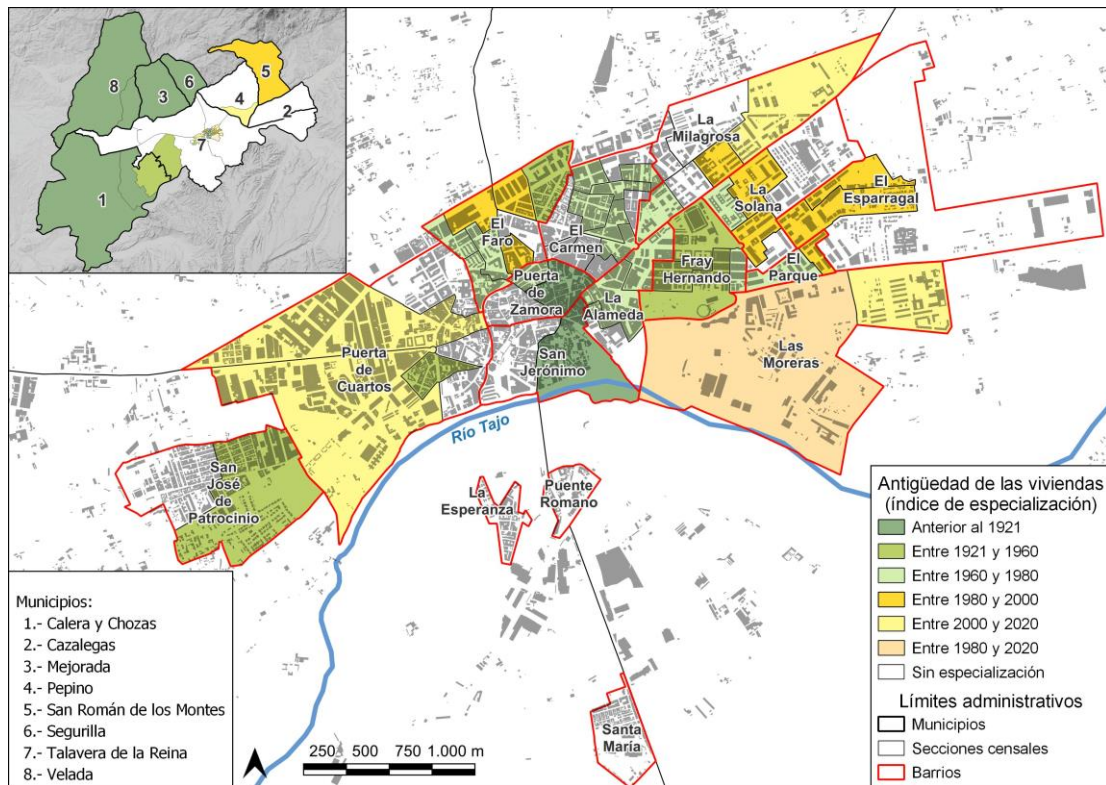 8
3
6
5
4
2
7
1
La
Milagrosa
El
Esparragal
La
Solana
El
Faro
El
Carmen
Fray
Hernando
El
Parque
Puerta
de
Zamora
La
Alameda
Las
Moreras
Puerta
de
Cuartos
San
Jerónimo
Río Tajo
San
José
de
Patrocinio
La
Esperanza
Puente
Romano
Santa
María
Municipios:
1.- Calera y Chozas
2.- Cazalegas
3.- Mejorada
4.- Pepino
5.- San Román de los Montes
6.- Segurilla
7.- Talavera de la Reina
8.- Velada
250 500 750 1.000 m
Antigüedad de las viviendas
(índice de especialización)
Anterior al 1921
Entre 1921 y 1960
Entre 1960 y 1980
Entre 1980 y 2000
Entre 2000 y 2020
Entre 1980 y 2020
Sin especialización
Límites administrativos
Municipios
Secciones censales
Barrios